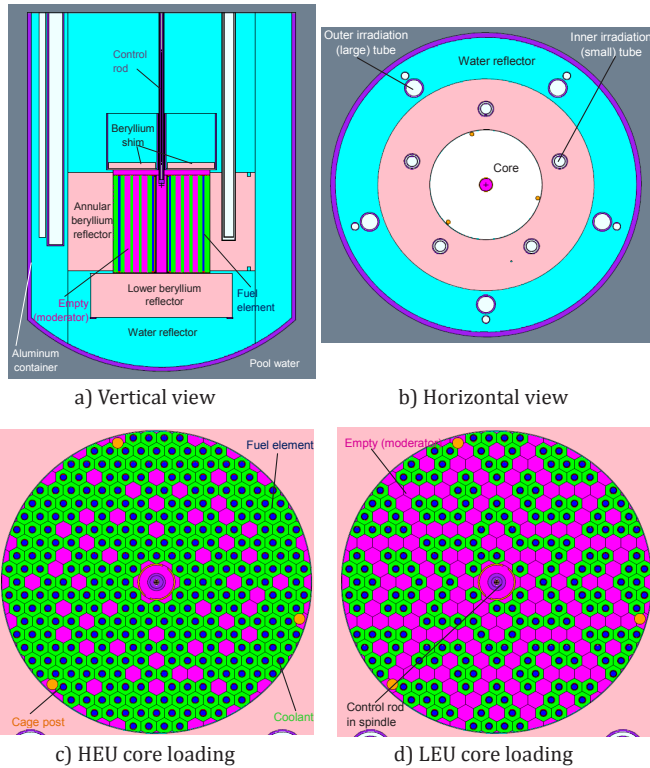 Control
rod
Beryllium
shim
Annular
beryllium
reflector
Lower beryllium
reflector
Empty
(moderator)
Fuel
element
Water reflector
Aluminum
container
Pool water
a) Vertical view
Outer irradiation
(large) tube
Inner irradiation
(small) tube
Water reflector
Core
b) Horizontal view
Fuel element
Cage post
Coolant
c) HEU core loading
Empty (moderator)
Control rod
in spindle
d) LEU core loading